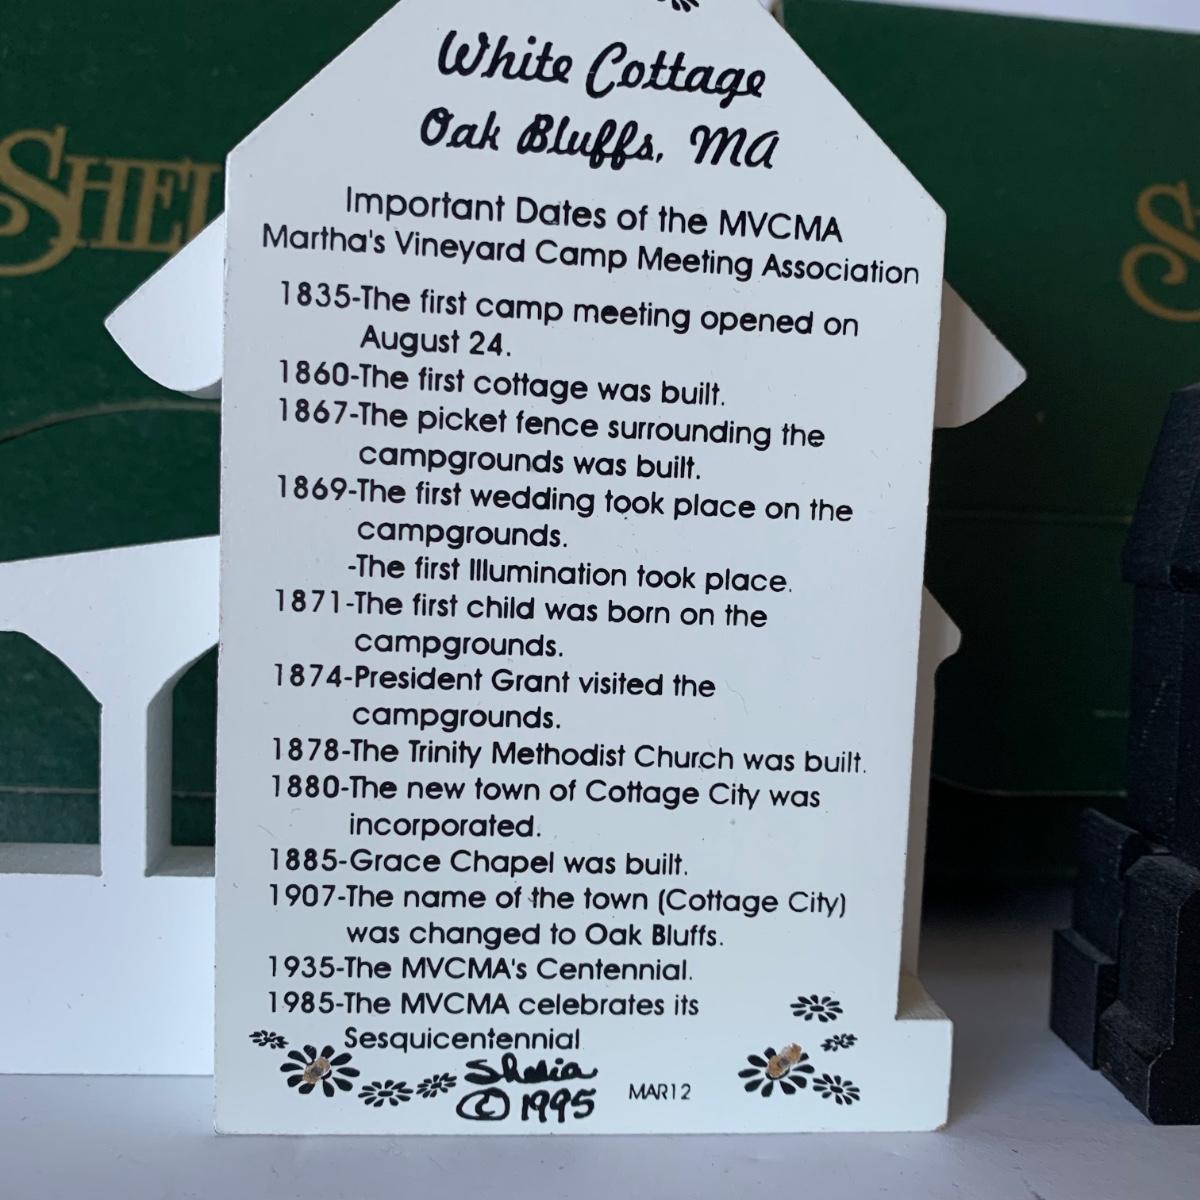 White Cottage
Oak Bluffs, MA
Important Dates of the MVCMA
Martha's Vineyard Camp Meeting Association
1835-The first camp meeting opened on
August 24.
1860-The first cottage was built.
1867-The picket fence surrounding the
campgrounds was built.
1869-The first wedding took place on the
campgrounds.
-The first Illumination took place.
1871-The first child was born on the
campgrounds.
1874-President Grant visited the
campgrounds.
1878-The Trinity Methodist Church was built.
1880-The new town of Cottage City was
incorporated.
1885-Grace Chapel was built.
1907-The name of the town (Cottage City)
was changed to Oak Bluffs.
1935-The MVCMA's Centennial.
1985-The MVCMA celebrates its
Sesquicentennial
Sheila
©1995 MAR12